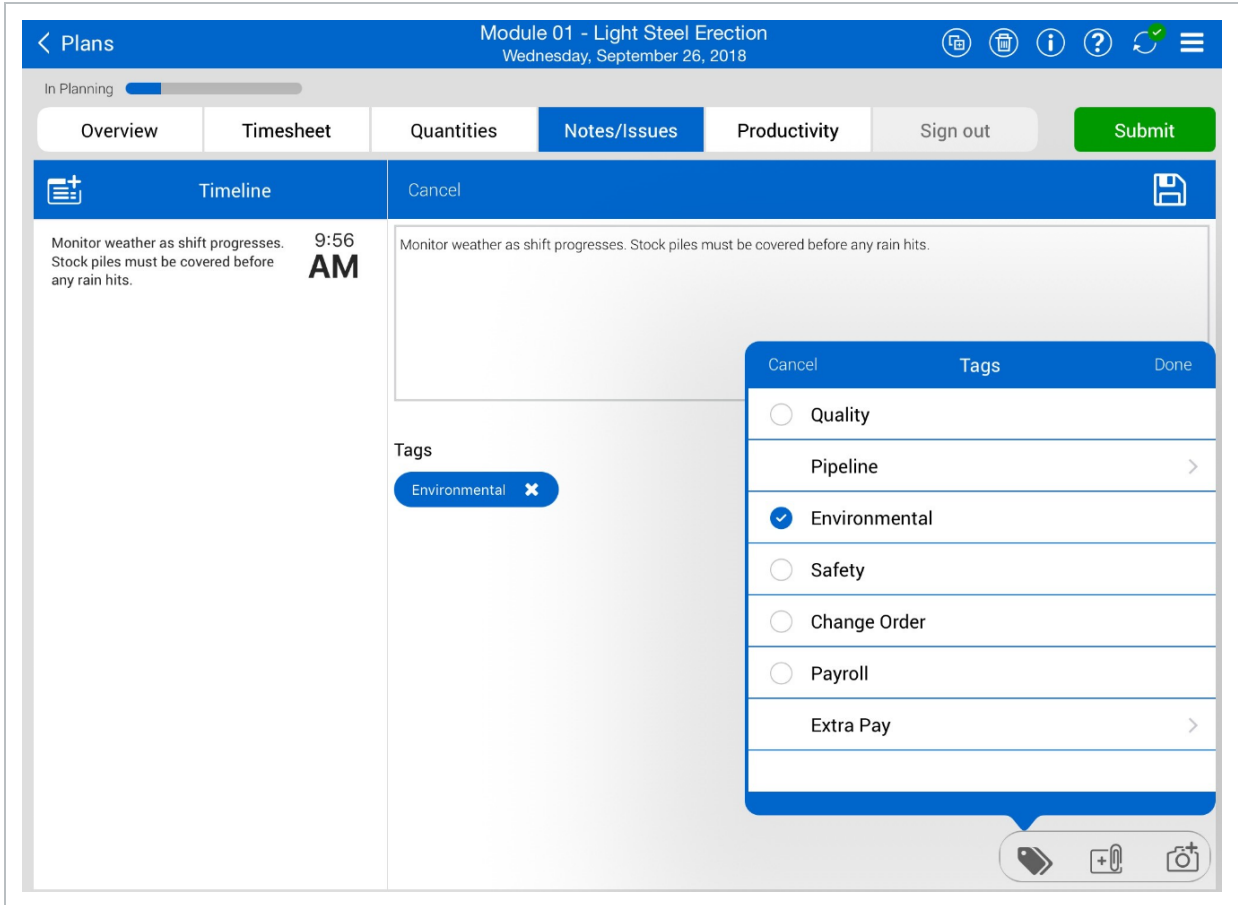 Plans
Module 01 - Light Steel Erection
Wednesday, September 26, 2018
In Planning
Overview
Timesheet
Quantities
Notes/Issues
Productivity
Sign out
Submit
Timeline
Cancel
Monitor weather as shift progresses.
Stock piles must be covered before
any rain hits.
9:56
AM
Monitor weather as shift progresses. Stock piles must be covered before any rain hits.
Tags
Environmental
Cancel
Tags
Done
Quality
Pipeline
Environmental
Safety
Change Order
Payroll
Extra Pay